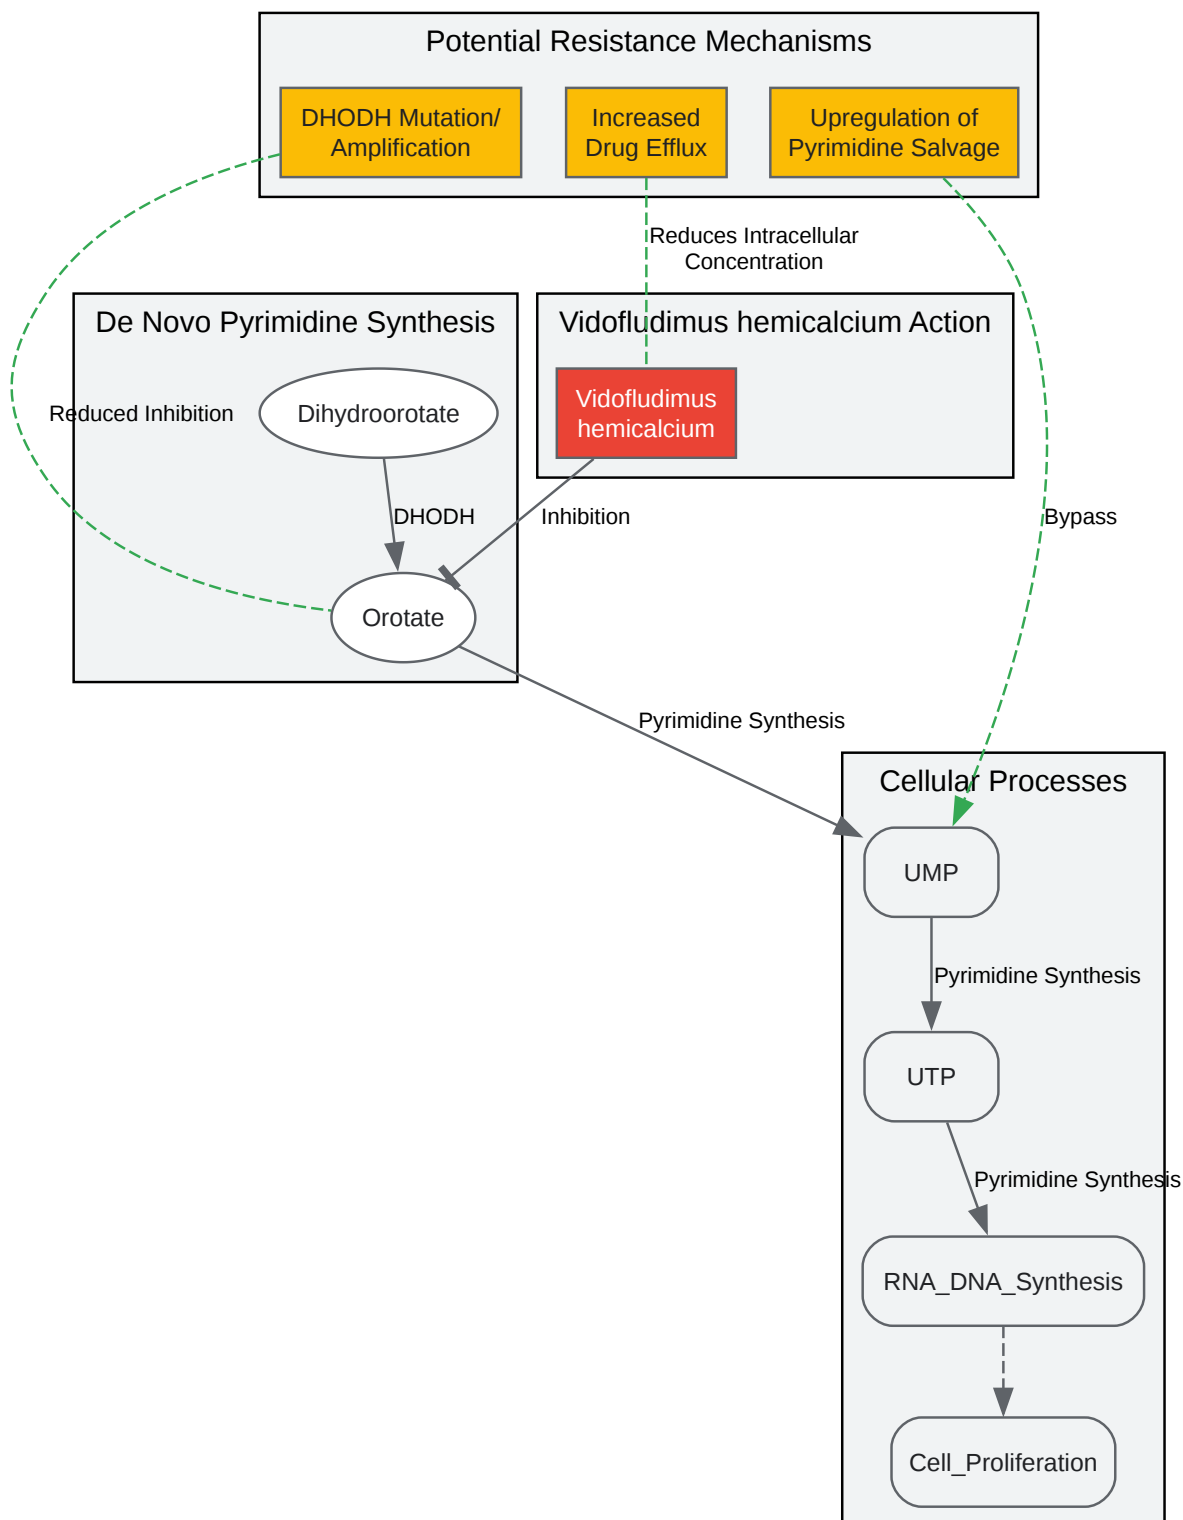 Potential Resistance Mechanisms
DHODH Mutation/
Amplification
Increased
Drug Efflux
Upregulation of
Pyrimidine Salvage
Reduces Intracellular
Concentration
De Novo Pyrimidine Synthesis
Vidofludimus hemicalcium Action
Reduced Inhibition
Dihydroorotate
Vidofludimus
hemicalcium
DHODH
Inhibition
Bypass
Orotate
Pyrimidine Synthesis
Cellular Processes
UMP
Pyrimidine Synthesis
UTP
Pyrimidine Synthesis
RNA_DNA_Synthesis
Cell_Proliferation